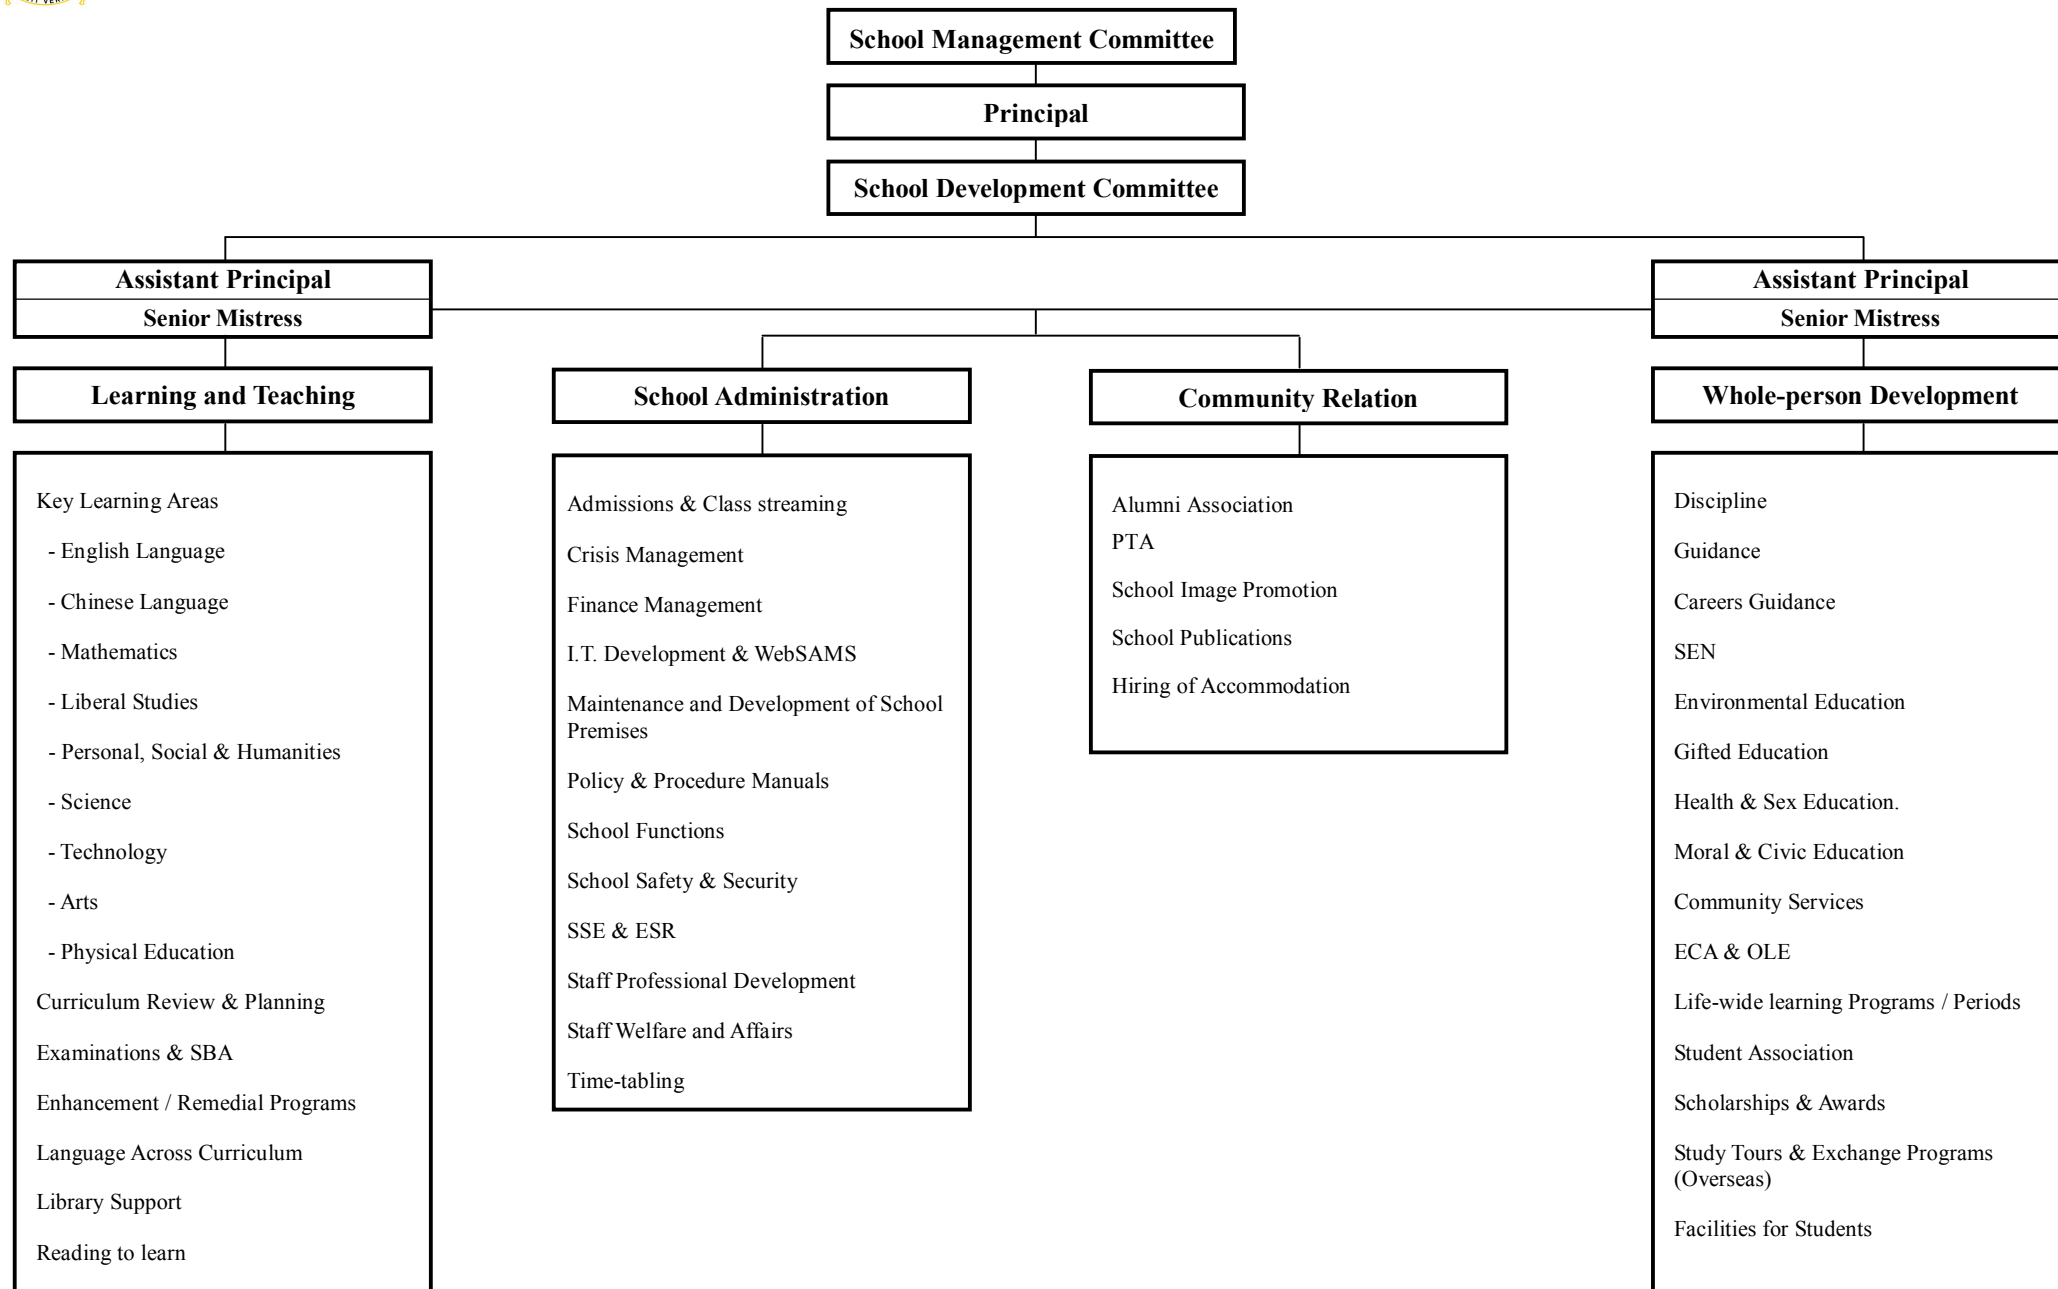 School Management Committee
Principal
School Development Committee
Assistant Principal
Senior Mistress
Assistant Principal
Senior Mistress
Learning and Teaching
School Administration
Community Relation
Whole-person Development
Key Learning Areas
- English Language
- Chinese Language
- Mathematics
- Liberal Studies
- Personal, Social & Humanities
- Science
- Technology
- Arts
- Physical Education
Curriculum Review & Planning
Examinations & SBA
Enhancement / Remedial Programs
Language Across Curriculum
Library Support
Reading to learn
Admissions & Class streaming
Crisis Management
Finance Management
I.T. Development & WebSAMS
Maintenance and Development of School
Premises
Policy & Procedure Manuals
School Functions
School Safety & Security
SSE & ESR
Staff Professional Development
Staff Welfare and Affairs
Time-tabling
Alumni Association
PTA
School Image Promotion
School Publications
Hiring of Accommodation
Discipline
Guidance
Careers Guidance
SEN
Environmental Education
Gifted Education
Health & Sex Education.
Moral & Civic Education
Community Services
ECA & OLE
Life-wide learning Programs / Periods
Student Association
Scholarships & Awards
Study Tours & Exchange Programs
(Overseas)
Facilities for Students